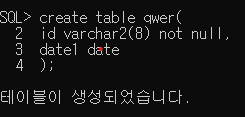 SQL> create table qwer(
2 id varchar2(8) not null,
3 date1 date
4 );
테이블이 생성되었습니다.